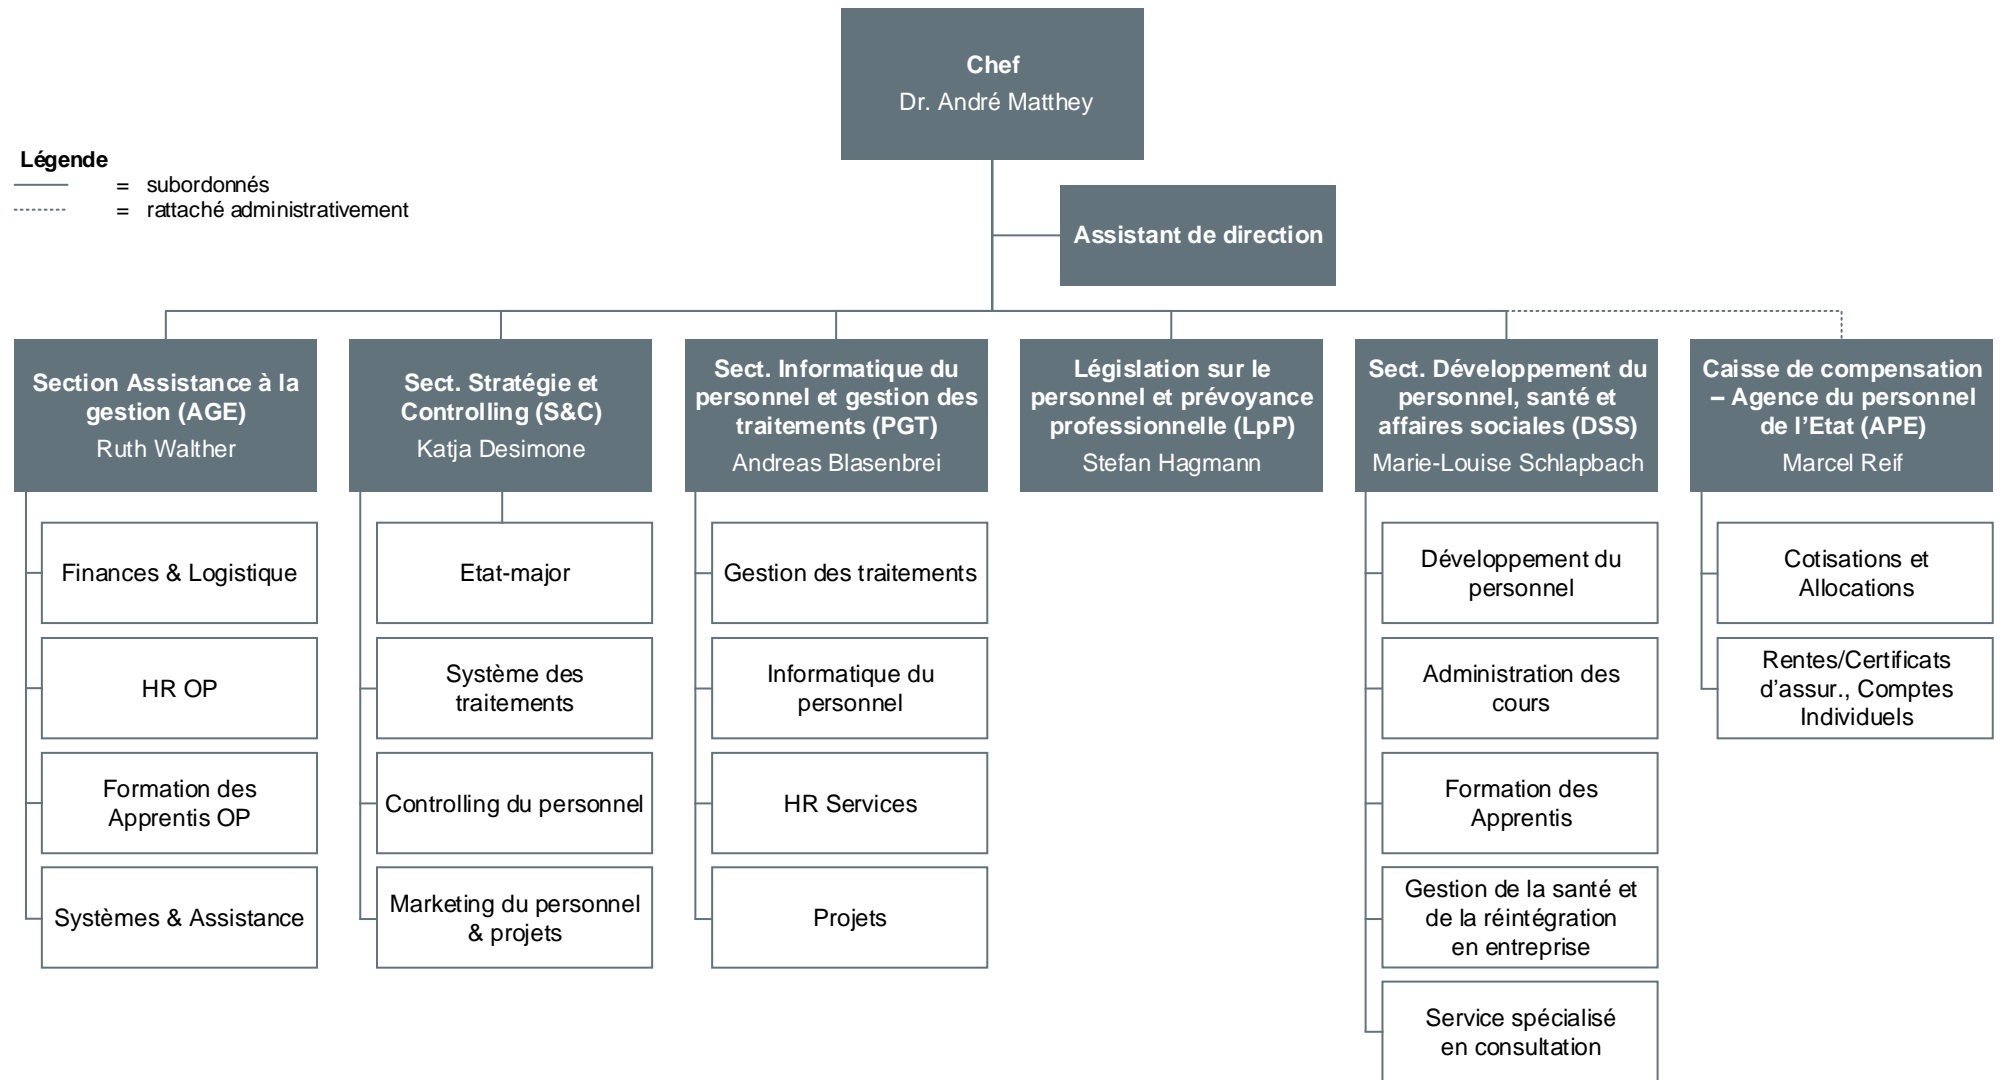 Chef
Dr. André Matthey
Légende
= subordonnés
= rattaché administrativement
Assistant de direction
Section Assistance à la
gestion (AGE)
Ruth Walther
Sect. Stratégie et
Controlling (S&C)
Katja Desimone
Sect. Informatique du
personnel et gestion des
traitements (PGT)
Andreas Blasenbrei
Législation sur le
personnel et prévoyance
professionnelle (LpP)
Stefan Hagmann
Sect. Développement du
personnel, santé et
affaires sociales (DSS)
Marie-Louise Schlapbach
Caisse de compensation
– Agence du personnel
de l’Etat (APE)
Marcel Reif
Finances & Logistique
HR OP
Formation des
Apprentis OP
Systèmes & Assistance
Etat-major
Système des
traitements
Controlling du personnel
Marketing du personnel
& projets
Gestion des traitements
Informatique du
personnel
HR Services
Projets
Développement du
personnel
Administration des
cours
Formation des
Apprentis
Gestion de la santé et
de la réintégration
en entreprise
Service spécialisé
en consultation
Cotisations et
Allocations
Rentes/Certificats
d’assur., Comptes
Individuels